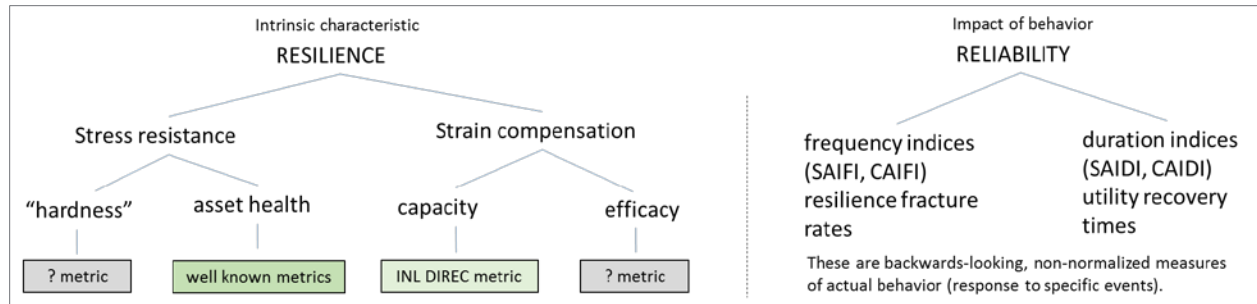 Intrinsic characteristic
RESILIENCE
Stress resistance
Strain compensation
“hardness”
asset health
capacity
efficacy
? metric
well known metrics
INL DIREC metric
? metric
Impact of behavior
RELIABILITY
frequency indices
(SAIFI, CAIFI)
resilience fracture
rates
duration indices
(SAIDI, CAIDI)
utility recovery
times
These are backwards-looking, non-normalized measures
of actual behavior (response to specific events).